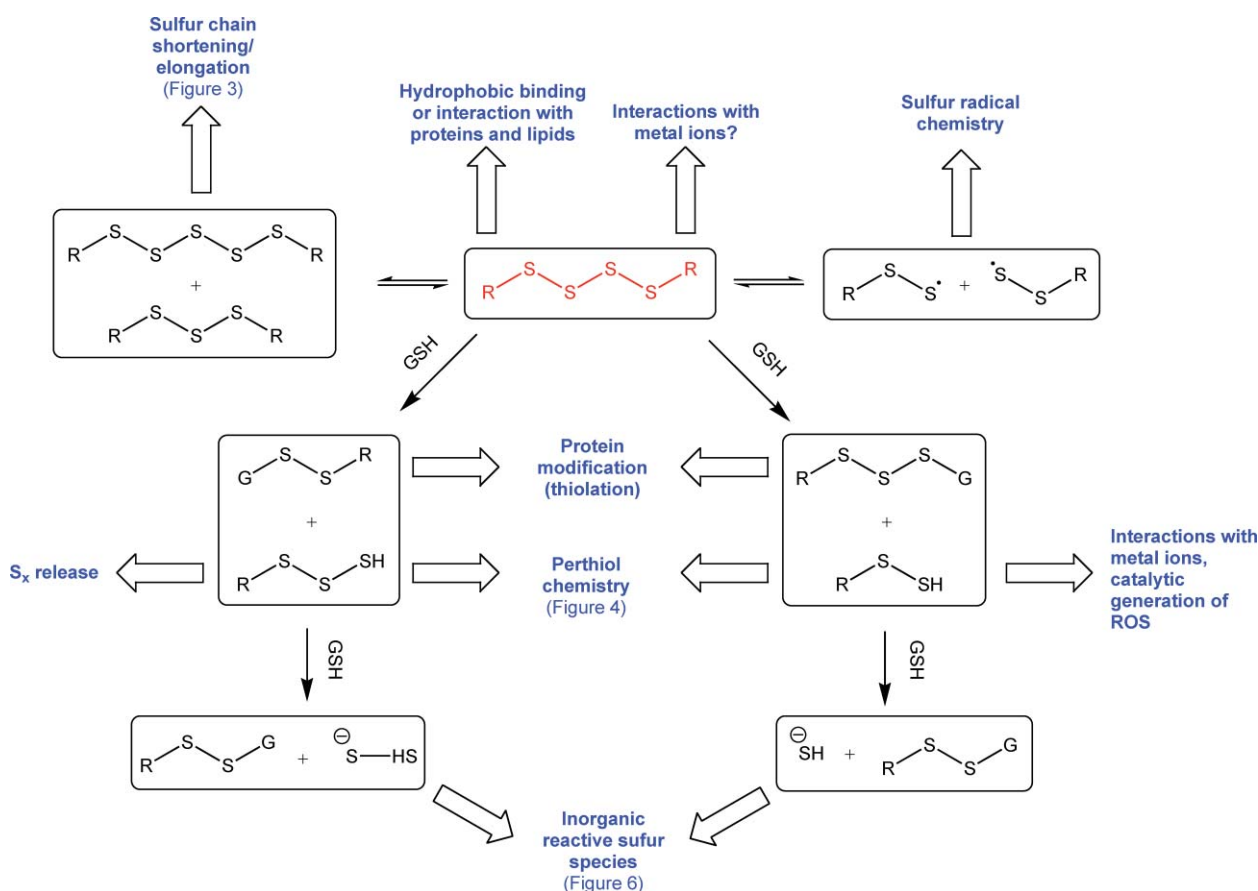 Sulfur chain
shortening/
elongation
(Figure 3)
Hydrophobic binding
or interaction with
proteins and lipids
Interactions with
metal ions?
Sulfur radical
chemistry
R S S S S S R
+
R S S S R
R S S S S R
R S S• + •S S R
GSH
GSH
G S S R
+
R S S SH
Protein
modification
(thiolation)
R S S S G
+
R S SH
Sx release
Perthiol
chemistry
(Figure 4)
Interactions with
metal ions,
catalytic
generation of
ROS
GSH
GSH
R S S G + ⊖S HS
⊖SH + R S S G
Inorganic
reactive sufur
species
(Figure 6)